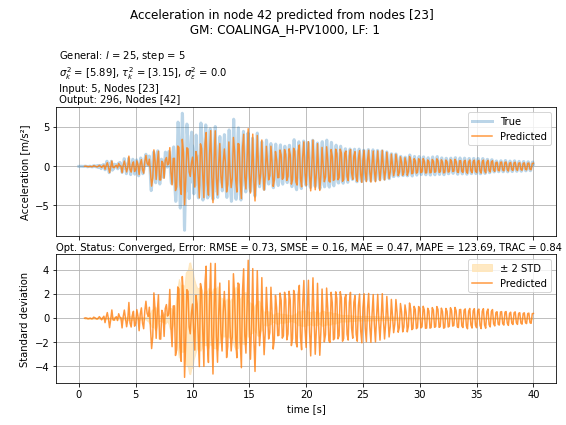 Acceleration in node 42 predicted from nodes [23]
GM: COALINGA_H-PV1000, LF: 1
General: l = 25, step = 5
σ_k^2 = [5.89], τ_k^2 = [3.15], σ_ε^2 = 0.0
Input: 5, Nodes [23]
Output: 296, Nodes [42]
Acceleration [m/s²]
5
0
−5
True
Predicted
Opt. Status: Converged, Error: RMSE = 0.73, SMSE = 0.16, MAE = 0.47, MAPE = 123.69, TRAC = 0.84
Standard deviation
4
2
0
−2
−4
± 2 STD
Predicted
0 5 10 15 20 25 30 35 40
time [s]